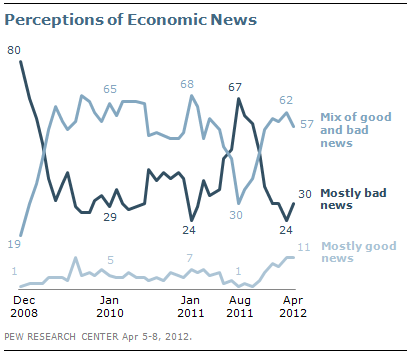 Perceptions of Economic News
80
65
68
67
62
57
Mix of good
and bad
news
30
Mostly bad
news
29
24
30
24
19
1
5
7
1
11
Mostly good
news
Dec
2008
Jan
2010
Jan
2011
Aug
2011
Apr
2012
PEW RESEARCH CENTER Apr 5-8, 2012.